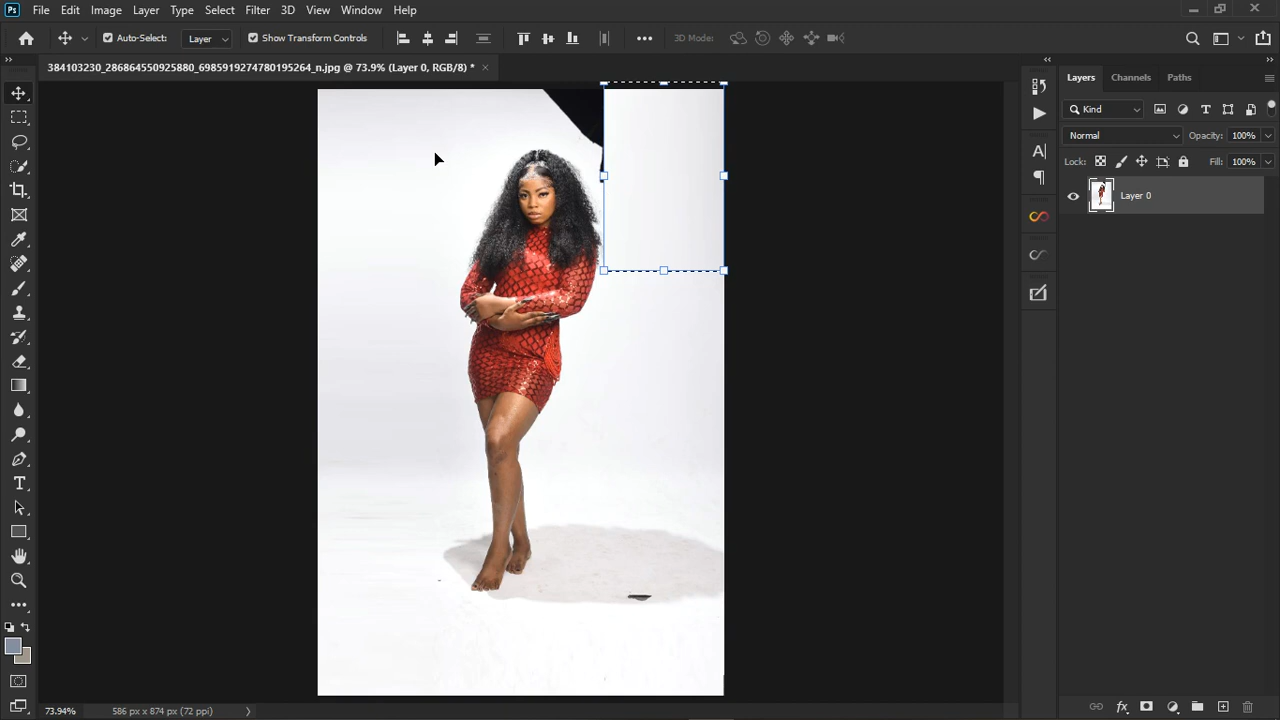 Ps File Edit Image Layer Type Select Filter 3D View Window Help
Auto-Select: Layer Show Transform Controls 3D Mode:
384103230_286864550925880_6985919274780195264_n.jpg @ 73.9% (Layer 0, RGB/8) * ×
Layers Channels Paths
Kind
Normal Opacity: 100%
Lock: Fill: 100%
Layer 0
73.94% 586 px x 874 px (72 ppi)